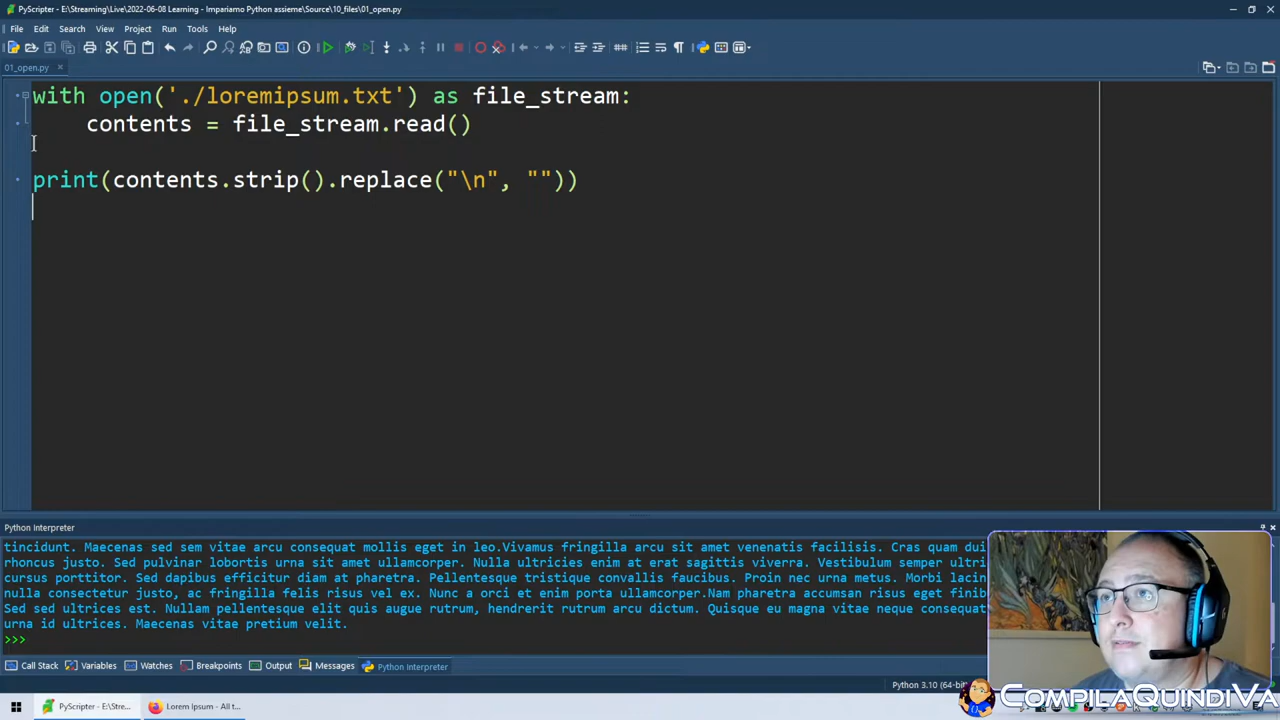 PyScripter - E:\Streaming\Live\2022-06-08 Learning - Impariamo Python assieme\Source\10_files\01_open.py
File Edit Search View Project Run Tools Help
01_open.py
with open('./loremipsum.txt') as file_stream:
contents = file_stream.read()
print(contents.strip().replace("\n", ""))
Python Interpreter
tincidunt. Maecenas sed sem vitae arcu consequat mollis eget in leo.Vivamus fringilla arcu sit amet venenatis facilisis. Cras quam dui
rhoncus justo. Sed pulvinar lobortis urna sit amet ullamcorper. Nulla ultricies enim at erat sagittis viverra. Vestibulum semper ultric
cursus porttitor. Sed dapibus efficitur diam at pharetra. Pellentesque tristique convallis faucibus. Proin nec urna metus. Morbi lacin
nulla consectetur justo, ac fringilla felis risus vel ex. Nunc a orci et enim porta ullamcorper.Nam pharetra accumsan risus eget finib
Sed sed ultrices est. Nullam pellentesque elit quis augue rutrum, hendrerit rutrum arcu dictum. Quisque eu magna vitae neque consequat
urna id ultrices. Maecenas vitae pretium velit.
>>>
Call Stack Variables Watches Breakpoints Output Messages Python Interpreter
Python 3.10 (64-bit)
CompilaQuindiVa
PyScripter - E:\Stre... Lorem Ipsum - All t...